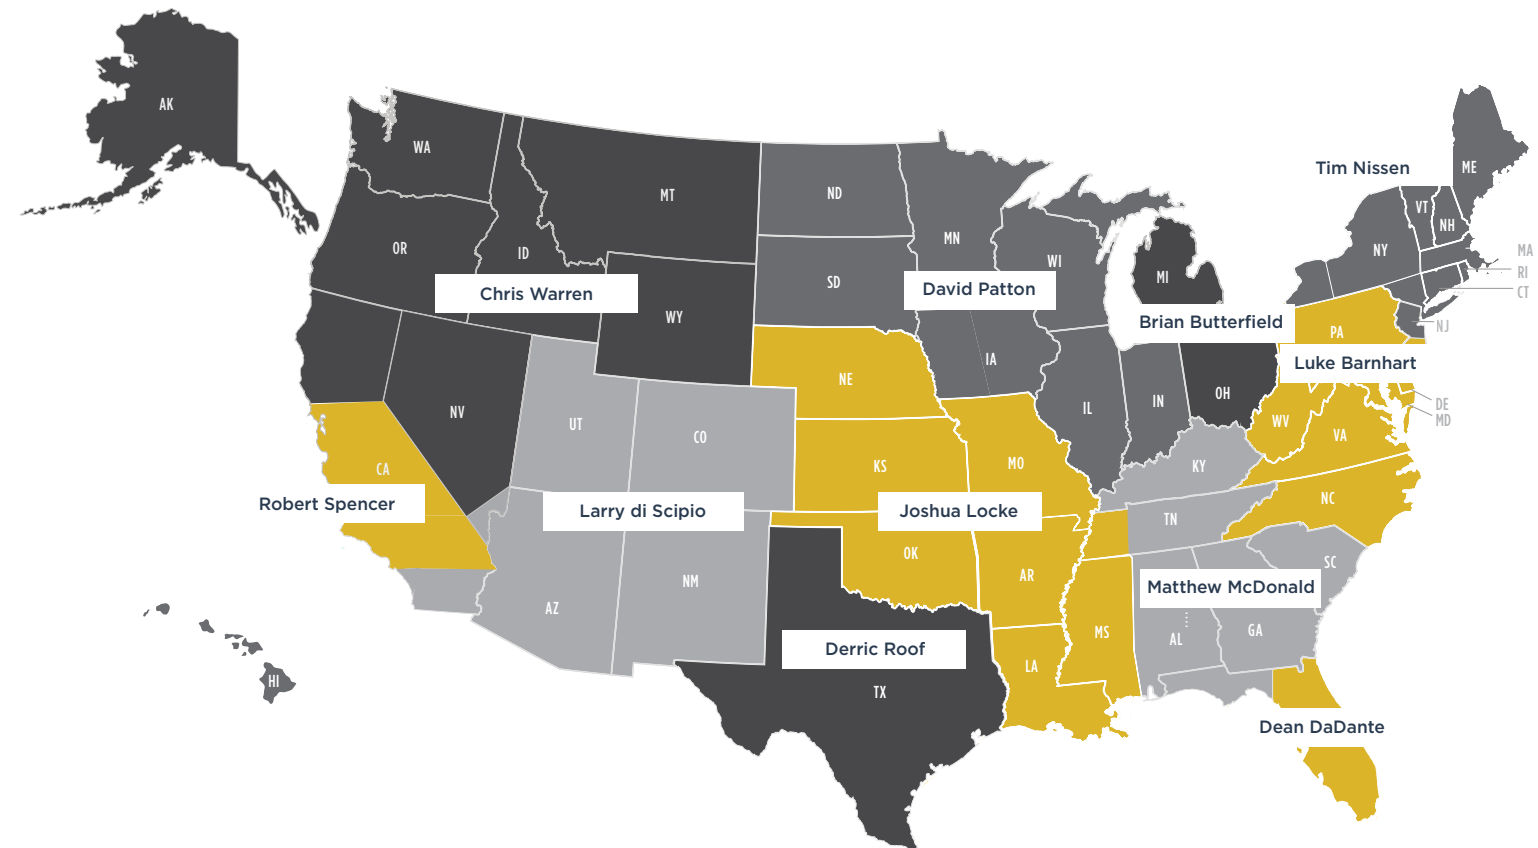 AK
WA
MT
ND
MN
ME
Tim Nissen
VT
NH
NY
MA
RI
CT
OR
ID
SD
WI
MI
Chris Warren
David Patton
WY
Brian Butterfield
PA
NJ
IA
Luke Barnhart
NE
NV
UT
CO
IL
IN
OH
DE
MD
WV
VA
CA
KS
MO
KY
NC
Robert Spencer
Larry di Scipio
Joshua Locke
TN
OK
SC
NM
AR
Matthew McDonald
AZ
MS
AL
GA
Derric Roof
LA
HI
TX
Dean DaDante